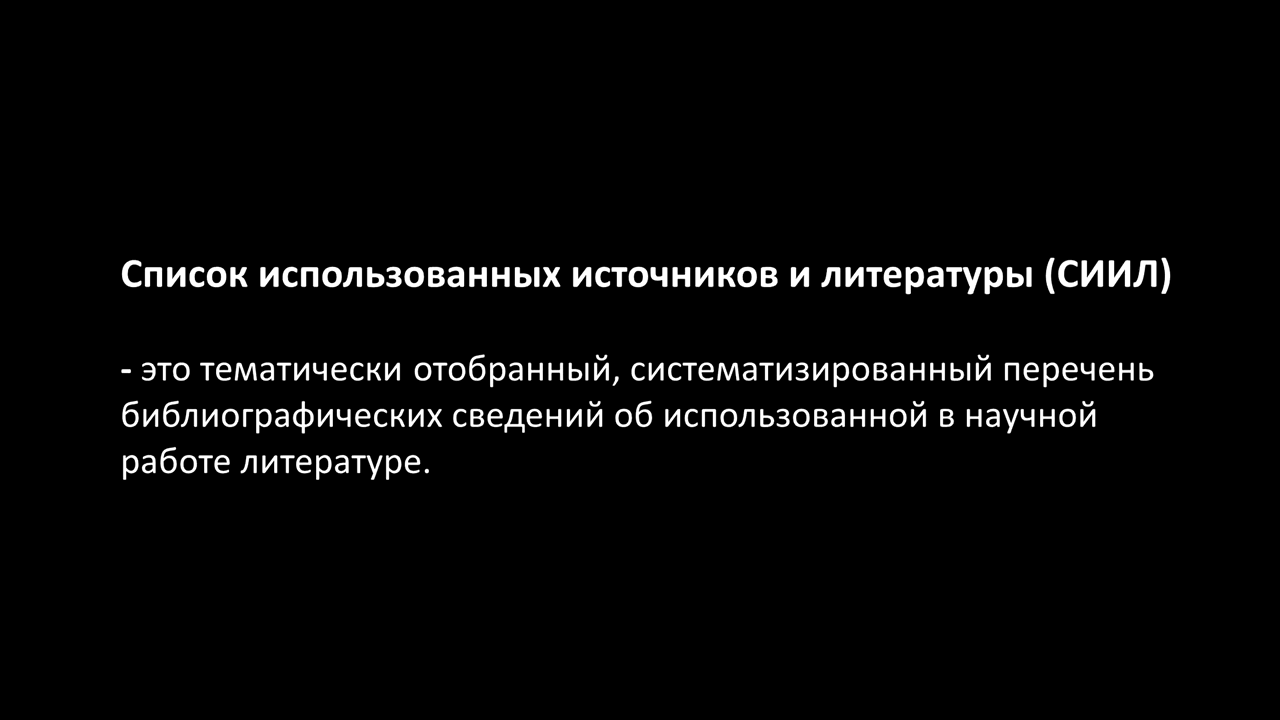 Список использованных источников и литературы (СИИЛ)
- это тематически отобранный, систематизированный перечень
библиографических сведений об использованной в научной
работе литературе.